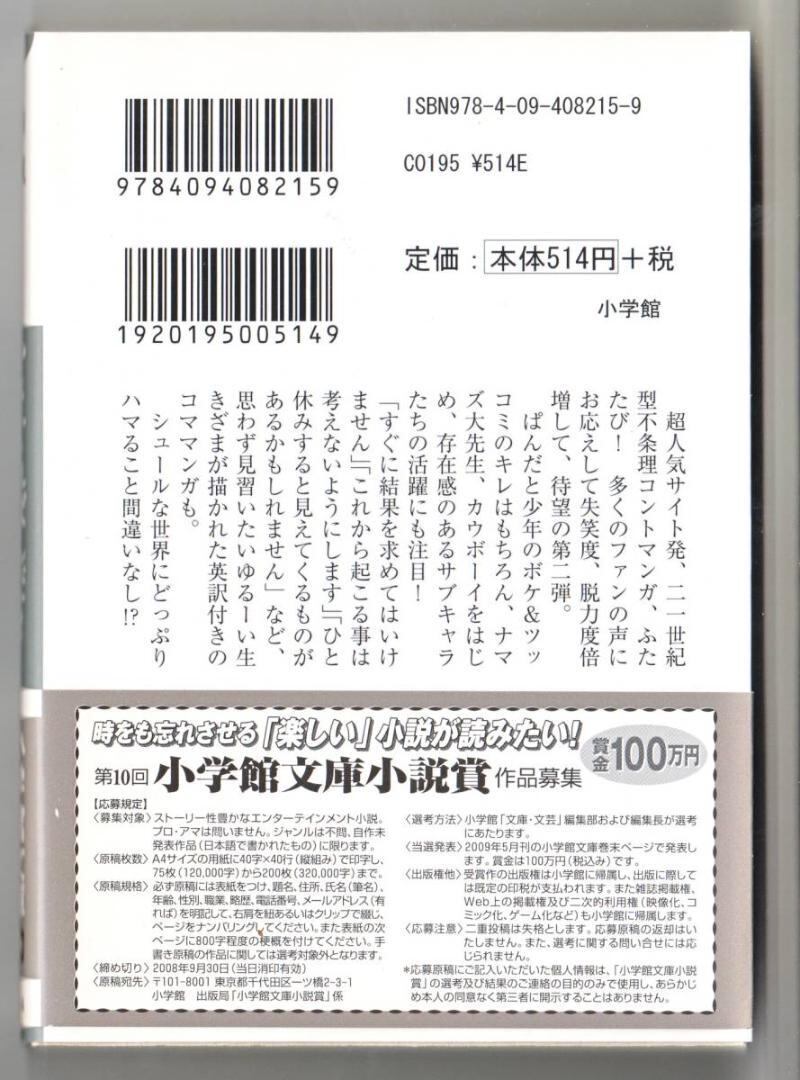 ISBN978-4-09-408215-9
9784094082159
C0195 ¥514E
定価：本体514円＋税
1920195005149
小学館
超人気サイト発、二一世紀
型不条理コントマンガ、ふた
たび！　多くのファンの声に
お応えして失笑度、脱力度倍
増して、待望の第二弾。
ぱんだと少年のボケ&ツッ
コミのキレはもちろん、ナマ
ズ大先生、カウボーイをはじ
め、存在感のあるサブキャラ
たちの活躍にも注目！
「すぐに結果を求めてはいけ
ません」「これから起こる事は
考えないようにします」「ひと
休みすると見えてくるものが
あるかもしれません」など、
思わず見習いたいゆるーい生
きざまが描かれた英訳付きの
コママンガも。
シュールな世界にどっぷり
ハマること間違いなし!?
時をも忘れさせる「楽しい」小説が読みたい！
賞金100万円
第10回 小学館文庫小説賞 作品募集
【応募規定】
〈募集対象〉ストーリー性豊かなエンターテインメント小説。
プロ・アマは問いません。ジャンルは不問、自作未
発表作品（日本語で書かれたもの）に限ります。
〈原稿枚数〉A4サイズの用紙に40字×40行（縦組み）で印字し、
75枚（120,000字）から200枚（320,000字）まで。
〈原稿規格〉必ず原稿には表紙をつけ、題名、住所、氏名（筆名）、
年齢、性別、職業、略歴、電話番号、メールアドレス（有
れば）を明記して、右肩を紐あるいはクリップで綴じ、
ページをナンバリングしてください。また表紙の次
ページに800字程度の梗概を付けてください。手
書き原稿の作品に関しては選考対象外となります。
〈締め切り〉2008年9月30日（当日消印有効）
〈原稿宛先〉〒101-8001 東京都千代田区一ツ橋2-3-1
小学館　出版局「小学館文庫小説賞」係
〈選考方法〉小学館「文庫・文芸」編集部および編集長が選考
にあたります。
〈当選発表〉2009年5月刊の小学館文庫巻末ページで発表し
ます。賞金は100万円（税込み）です。
〈出版権他〉受賞作の出版権は小学館に帰属し、出版に際して
は既定の印税が支払われます。また雑誌掲載権、
Web上の掲載権及び二次的利用権（映像化、コ
ミック化、ゲーム化など）も小学館に帰属します。
〈応募注意〉二重投稿は失格とします。応募原稿の返却はい
たしません。また、選考に関する問い合せには応
じられません。
*応募原稿にご記入いただいた個人情報は、「小学館文庫小説
賞」の選考及び結果のご連絡の目的のみで使用し、あらかじ
め本人の同意なく第三者に開示することはありません。